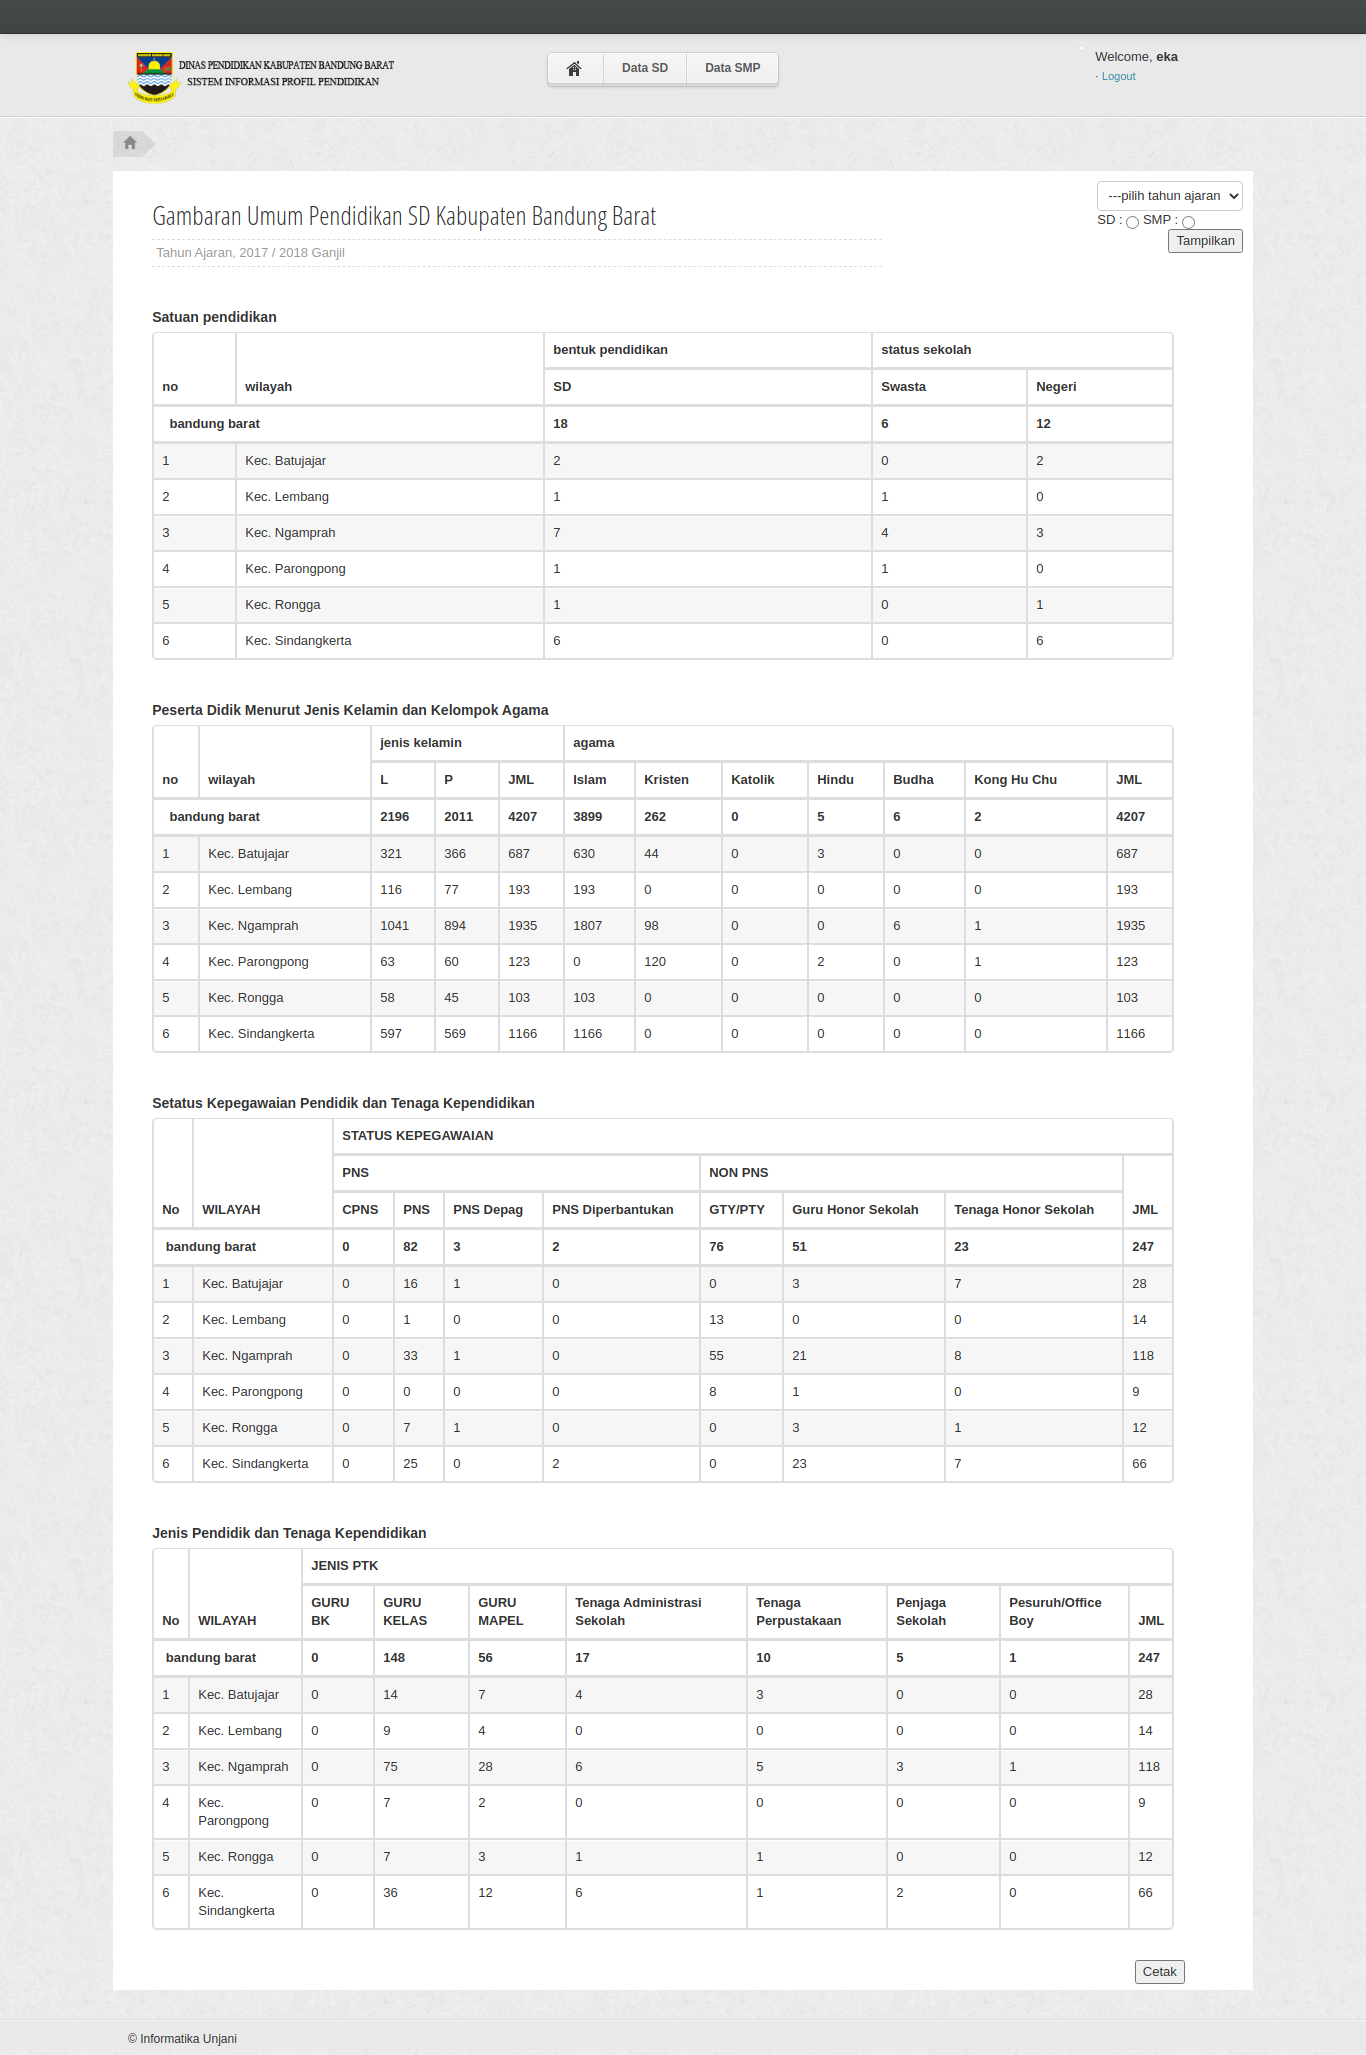 DINAS PENDIDIKAN KABUPATEN BANDUNG BARAT
SISTEM INFORMASI PROFIL PENDIDIKAN
Data SD Data SMP
Welcome, eka
· Logout
---pilih tahun ajaran
SD : SMP :
Tampilkan
Gambaran Umum Pendidikan SD Kabupaten Bandung Barat
Tahun Ajaran, 2017 / 2018 Ganjil
Satuan pendidikan
bentuk pendidikan status sekolah
no wilayah SD Swasta Negeri
bandung barat 18 6 12
1 Kec. Batujajar 2 0 2
2 Kec. Lembang 1 1 0
3 Kec. Ngamprah 7 4 3
4 Kec. Parongpong 1 1 0
5 Kec. Rongga 1 0 1
6 Kec. Sindangkerta 6 0 6
Peserta Didik Menurut Jenis Kelamin dan Kelompok Agama
jenis kelamin agama
no wilayah L P JML Islam Kristen Katolik Hindu Budha Kong Hu Chu JML
bandung barat 2196 2011 4207 3899 262 0 5 6 2 4207
1 Kec. Batujajar 321 366 687 630 44 0 3 0 0 687
2 Kec. Lembang 116 77 193 193 0 0 0 0 0 193
3 Kec. Ngamprah 1041 894 1935 1807 98 0 0 6 1 1935
4 Kec. Parongpong 63 60 123 0 120 0 2 0 1 123
5 Kec. Rongga 58 45 103 103 0 0 0 0 0 103
6 Kec. Sindangkerta 597 569 1166 1166 0 0 0 0 0 1166
Setatus Kepegawaian Pendidik dan Tenaga Kependidikan
STATUS KEPEGAWAIAN
PNS NON PNS
No WILAYAH CPNS PNS PNS Depag PNS Diperbantukan GTY/PTY Guru Honor Sekolah Tenaga Honor Sekolah JML
bandung barat 0 82 3 2 76 51 23 247
1 Kec. Batujajar 0 16 1 0 0 3 7 28
2 Kec. Lembang 0 1 0 0 13 0 0 14
3 Kec. Ngamprah 0 33 1 0 55 21 8 118
4 Kec. Parongpong 0 0 0 0 8 1 0 9
5 Kec. Rongga 0 7 1 0 0 3 1 12
6 Kec. Sindangkerta 0 25 0 2 0 23 7 66
Jenis Pendidik dan Tenaga Kependidikan
JENIS PTK
GURU GURU GURU Tenaga Administrasi Tenaga Penjaga Pesuruh/Office
No WILAYAH BK KELAS MAPEL Sekolah Perpustakaan Sekolah Boy JML
bandung barat 0 148 56 17 10 5 1 247
1 Kec. Batujajar 0 14 7 4 3 0 0 28
2 Kec. Lembang 0 9 4 0 0 0 0 14
3 Kec. Ngamprah 0 75 28 6 5 3 1 118
4 Kec. 0 7 2 0 0 0 0 9
Parongpong
5 Kec. Rongga 0 7 3 1 1 0 0 12
6 Kec. 0 36 12 6 1 2 0 66
Sindangkerta
Cetak
© Informatika Unjani